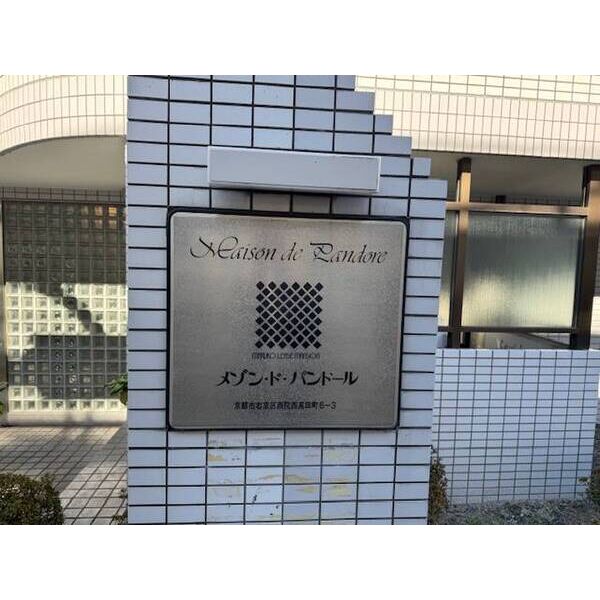 Maison de Pandore
メゾン・ド・パンドール
京都市右京区西院西高田町6-3